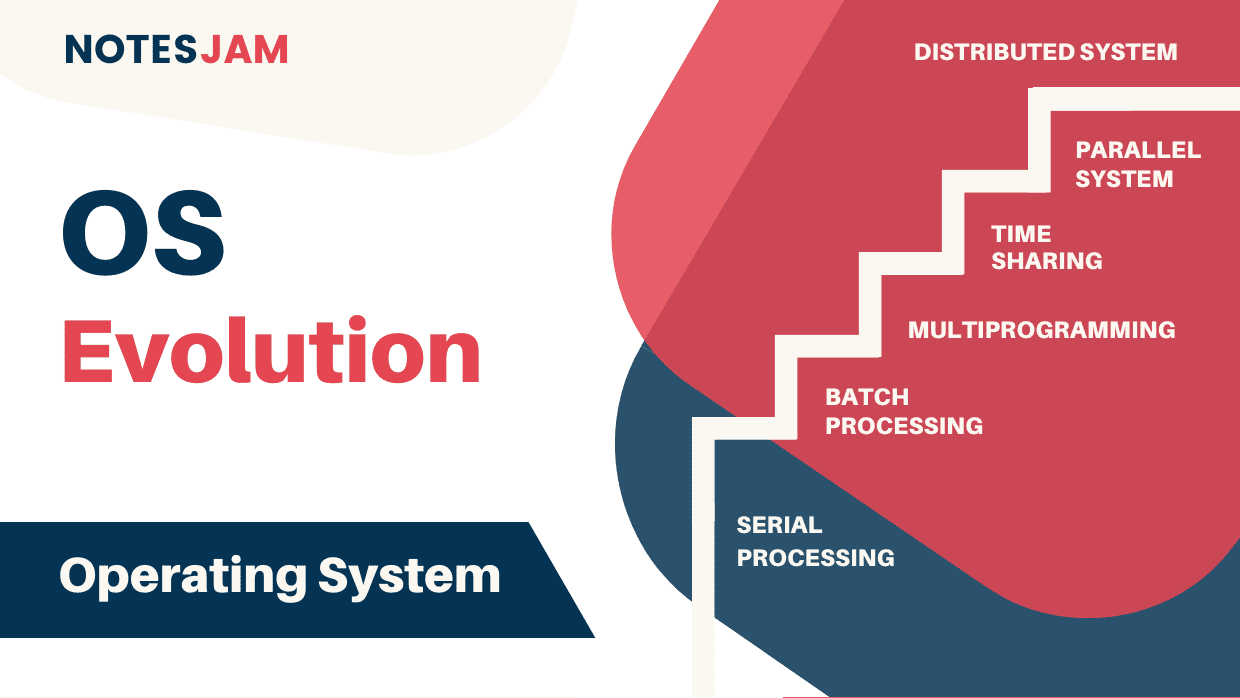 NOTESJAM
OS
Evolution
Operating System
DISTRIBUTED SYSTEM
PARALLEL
SYSTEM
TIME
SHARING
MULTIPROGRAMMING
BATCH
PROCESSING
SERIAL
PROCESSING